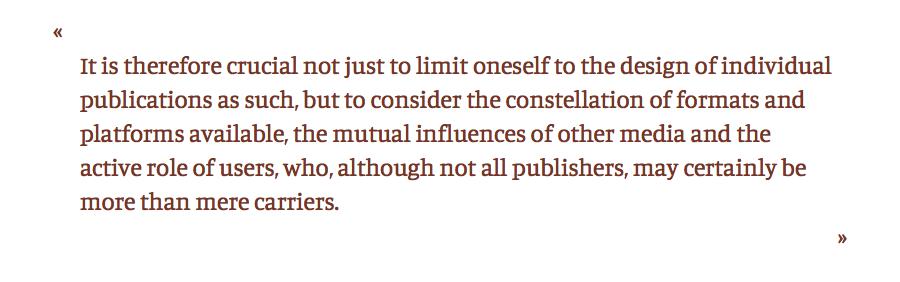 «
It is therefore crucial not just to limit oneself to the design of individual
publications as such, but to consider the constellation of formats and
platforms available, the mutual influences of other media and the
active role of users, who, although not all publishers, may certainly be
more than mere carriers.
»